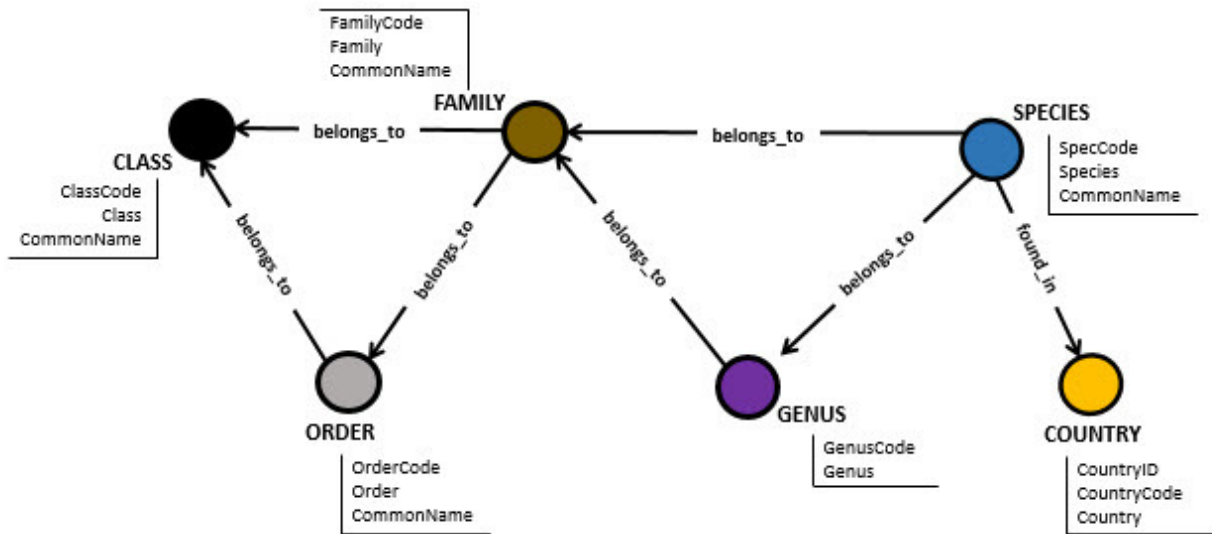 FamilyCode
Family
CommonName
FAMILY
SPECIES
SpecCode
Species
CommonName
belongs_to
belongs_to
CLASS
ClassCode
Class
CommonName
belongs_to
belongs_to
belongs_to
belongs_to
found_in
ORDER
OrderCode
Order
CommonName
GENUS
GenusCode
Genus
COUNTRY
CountryID
CountryCode
Country